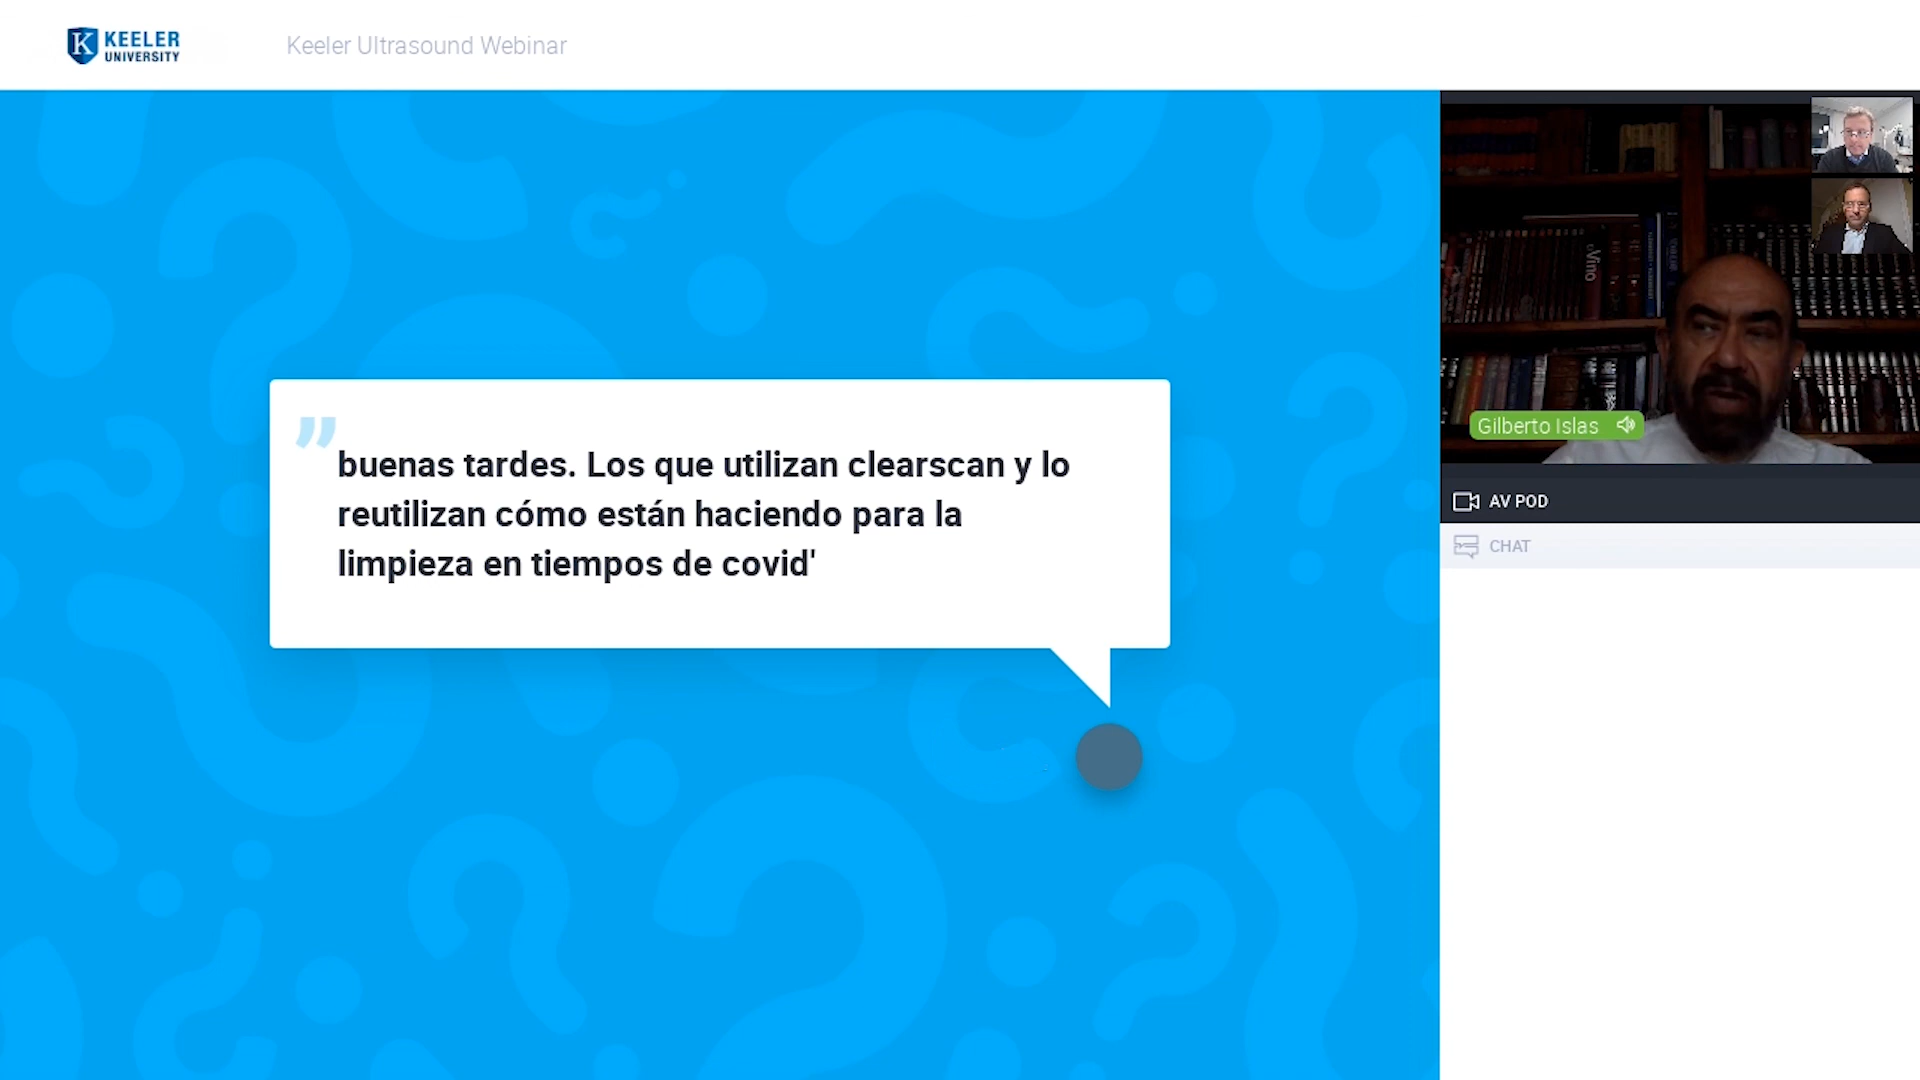 KEELER
UNIVERSITY
Keeler Ultrasound Webinar
buenas tardes. Los que utilizan clearscan y lo
reutilizan cómo están haciendo para la
limpieza en tiempos de covid'
Vino
Gilberto Islas
AV POD
CHAT